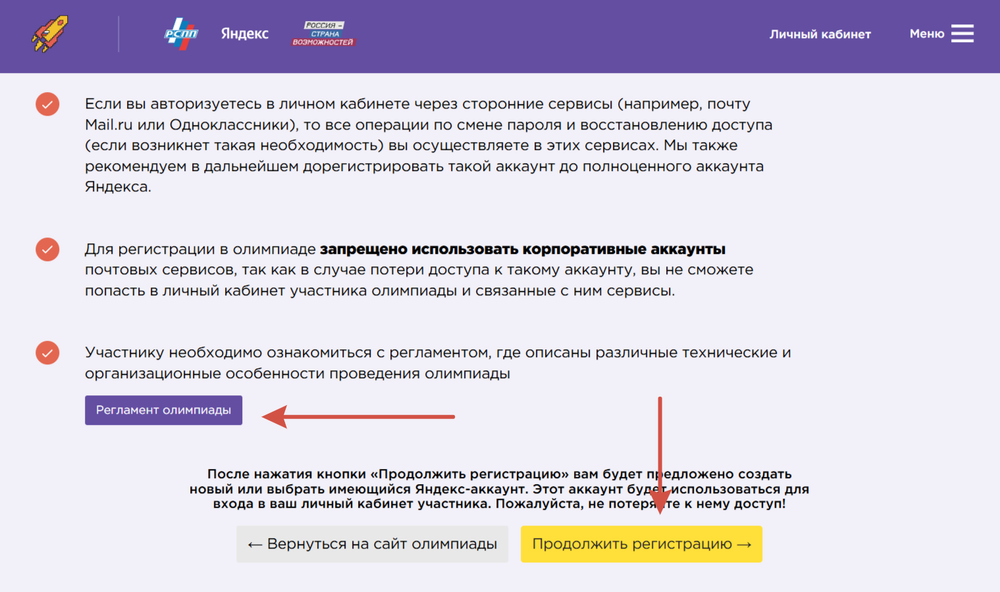 РСПП
Яндекс
РОССИЯ –
СТРАНА
ВОЗМОЖНОСТЕЙ
Личный кабинет
Меню
Если вы авторизуетесь в личном кабинете через сторонние сервисы (например, почту
Mail.ru или Одноклассники), то все операции по смене пароля и восстановлению доступа
(если возникнет такая необходимость) вы осуществляете в этих сервисах. Мы также
рекомендуем в дальнейшем дорегистрировать такой аккаунт до полноценного аккаунта
Яндекса.
Для регистрации в олимпиаде запрещено использовать корпоративные аккаунты
почтовых сервисов, так как в случае потери доступа к такому аккаунту, вы не сможете
попасть в личный кабинет участника олимпиады и связанные с ним сервисы.
Участнику необходимо ознакомиться с регламентом, где описаны различные технические и
организационные особенности проведения олимпиады
Регламент олимпиады
После нажатия кнопки «Продолжить регистрацию» вам будет предложено создать
новый или выбрать имеющийся Яндекс-аккаунт. Этот аккаунт будет использоваться для
входа в ваш личный кабинет участника. Пожалуйста, не потеряйте к нему доступ!
← Вернуться на сайт олимпиады
Продолжить регистрацию →